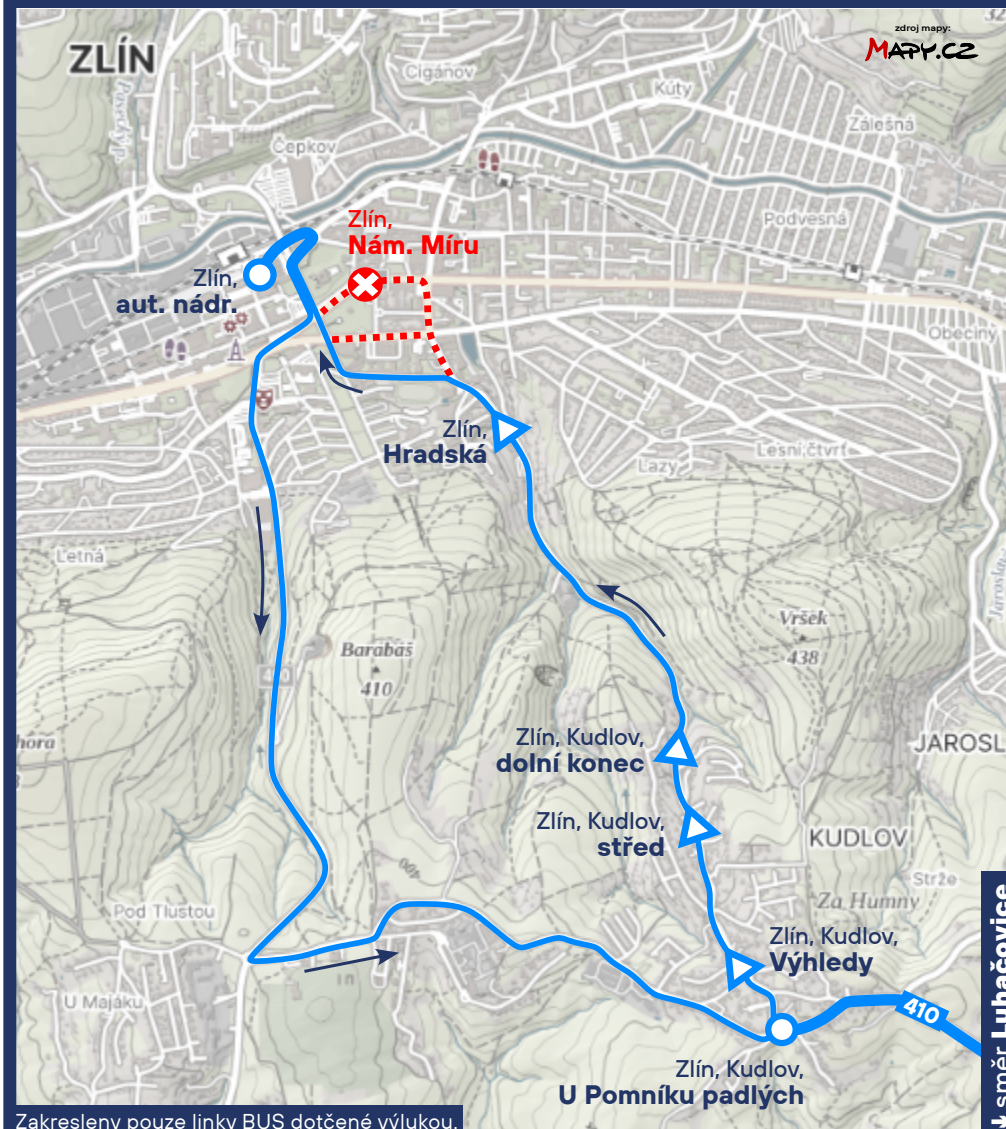 zdroj mapy:
MAPY.CZ
ZLÍN
Cigánov
Kúty
Zálešná
Čepkov
Podvesná
Zlín,
Nám. Míru
Zlín,
aut. nádr.
Obeciny
Zlín,
Hradská
Lesní čtvrť
Lazy
Letná
Vršek
438
Barabáš
410
hora
JAROSL
Zlín, Kudlov,
dolní konec
Zlín, Kudlov,
střed
KUDLOV
400
Strže
Za Humny
Pod Tlustou
Zlín, Kudlov,
Výhledy
U Majáku
410
Zlín, Kudlov,
U Pomníku padlých
směr Luhačovice
Zakresleny pouze linky BUS dotčené výlukou.